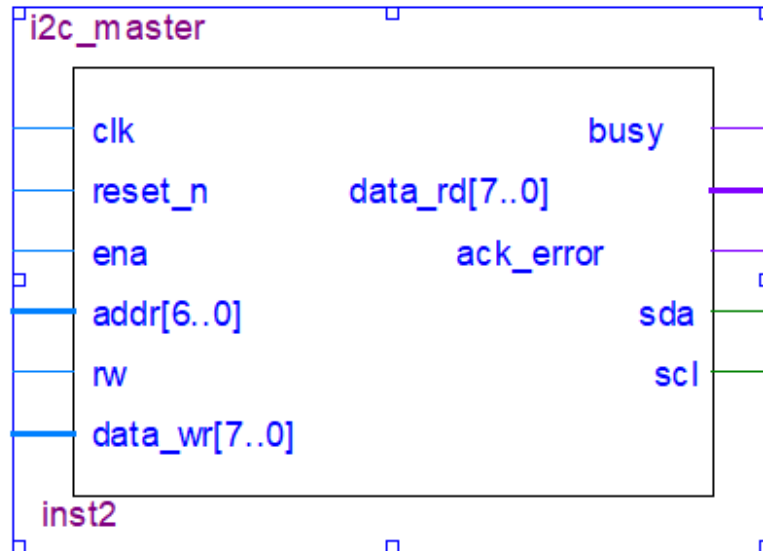 i2c_master
clk busy
reset_n data_rd[7..0]
ena ack_error
addr[6..0] sda
rw scl
data_wr[7..0]
inst2